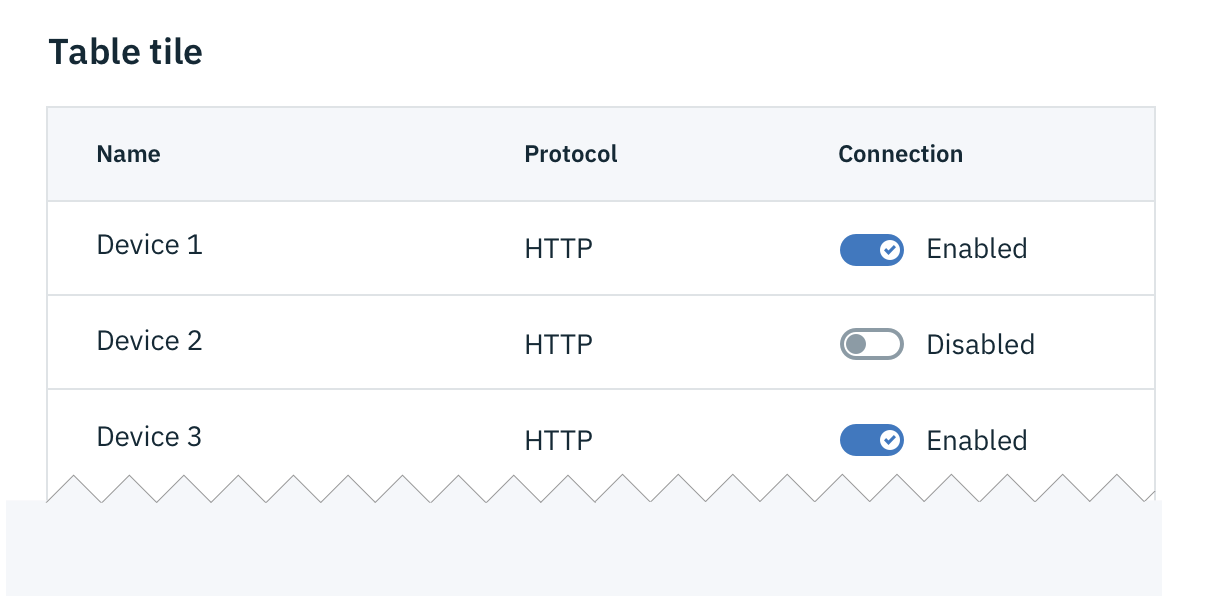 Table tile
Name Protocol Connection
Device 1 HTTP Enabled
Device 2 HTTP Disabled
Device 3 HTTP Enabled